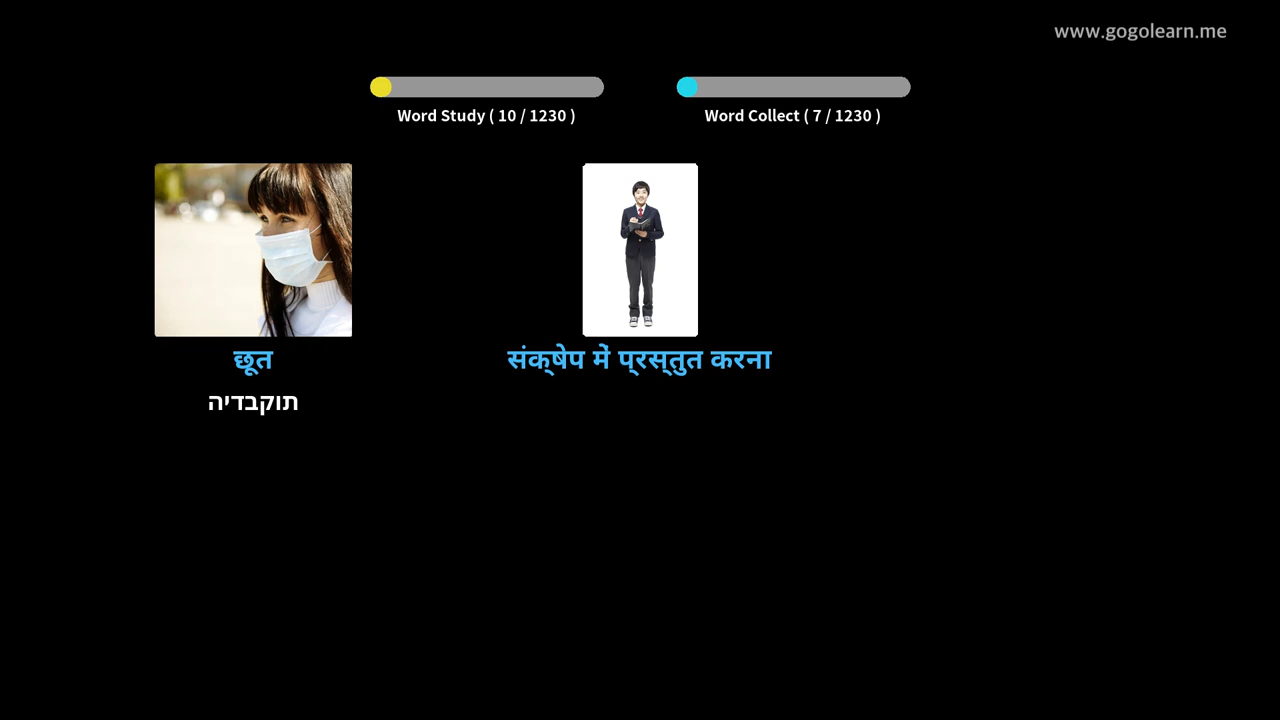 www.gogolearn.me
Word Study ( 10 / 1230 )
Word Collect ( 7 / 1230 )
छूत
संक्षेप में प्रस्तुत करना
תוקבדיה